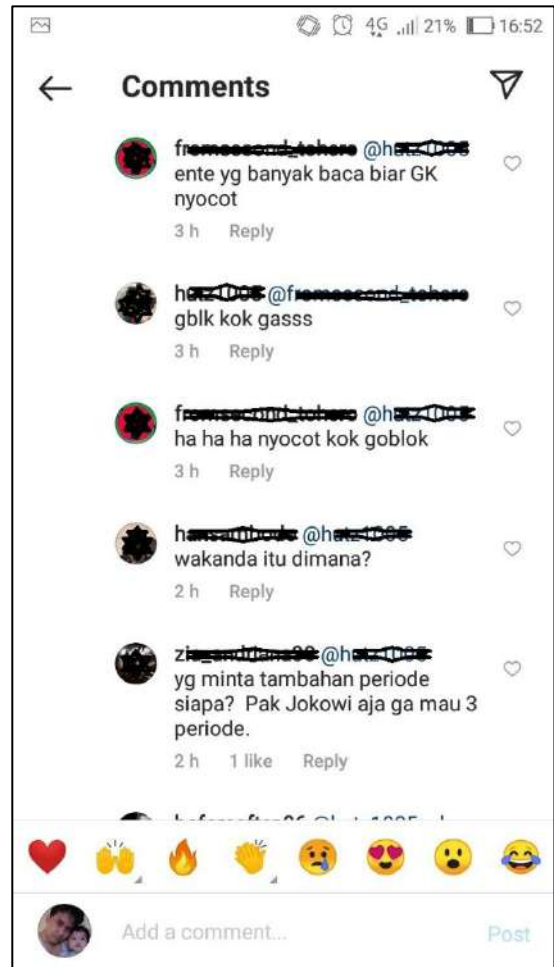 4G 21% 16:52
Comments
ente yg banyak baca biar GK
nyocot
3 h Reply
gblk kok gasss
3 h Reply
ha ha ha nyocot kok goblok
3 h Reply
wakanda itu dimana?
2 h Reply
yg minta tambahan periode
siapa? Pak Jokowi aja ga mau 3
periode.
2 h 1 like Reply
Add a comment... Post